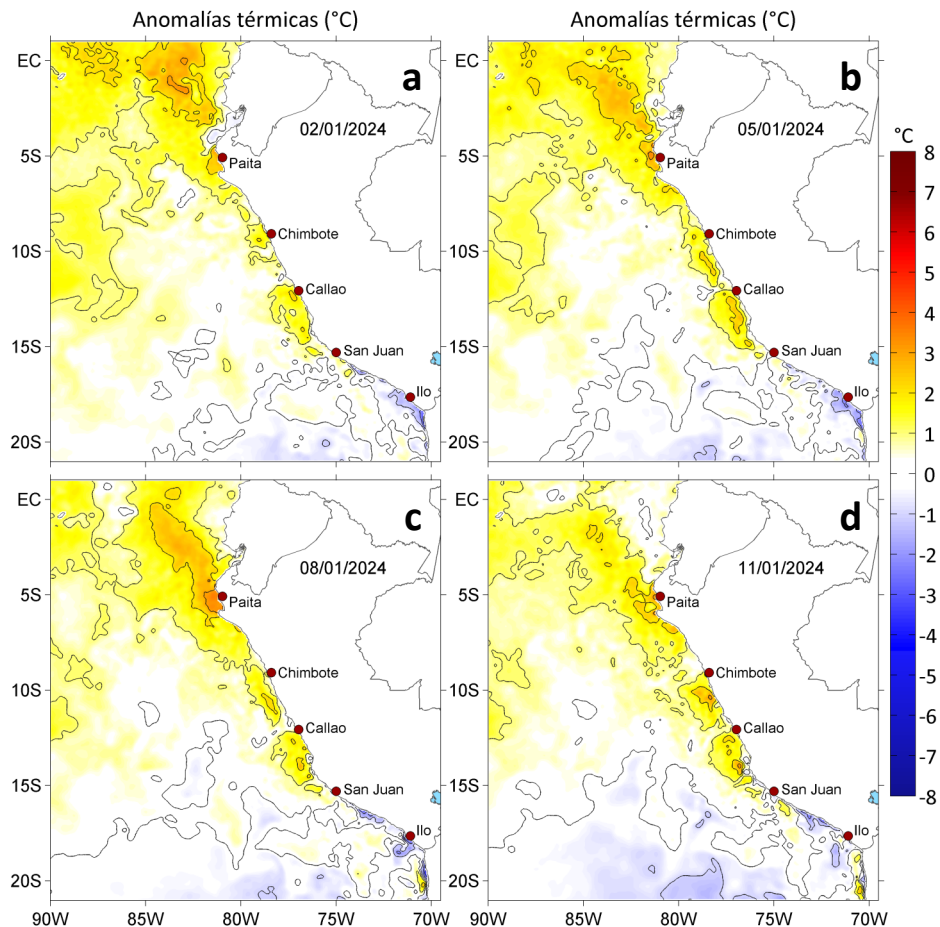 Anomalías térmicas (°C)
Anomalías térmicas (°C)
EC
5S
10S
15S
20S
a
02/01/2024
Paita
Chimbote
Callao
San Juan
Ilo
EC
5S
10S
15S
20S
b
05/01/2024
Paita
Chimbote
Callao
San Juan
Ilo
°C
8
7
6
5
4
3
2
1
0
-1
-2
-3
-4
-5
-6
-7
-8
EC
5S
10S
15S
20S
c
08/01/2024
Paita
Chimbote
Callao
San Juan
Ilo
90W
85W
80W
75W
70W
EC
5S
10S
15S
20S
d
11/01/2024
Paita
Chimbote
Callao
San Juan
Ilo
90W
85W
80W
75W
70W